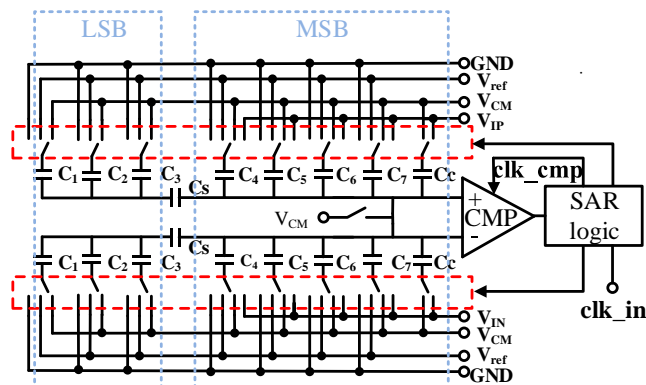 LSB MSB
GND
Vref
VCM
VIP
C1 C2 C3 C4 C5 C6 C7 Cc
clk_cmp
Cs
+
CMP
-
SAR
logic
VCM
Cs
C1 C2 C3 C4 C5 C6 C7 Cc
clk_in
VIN
VCM
Vref
GND